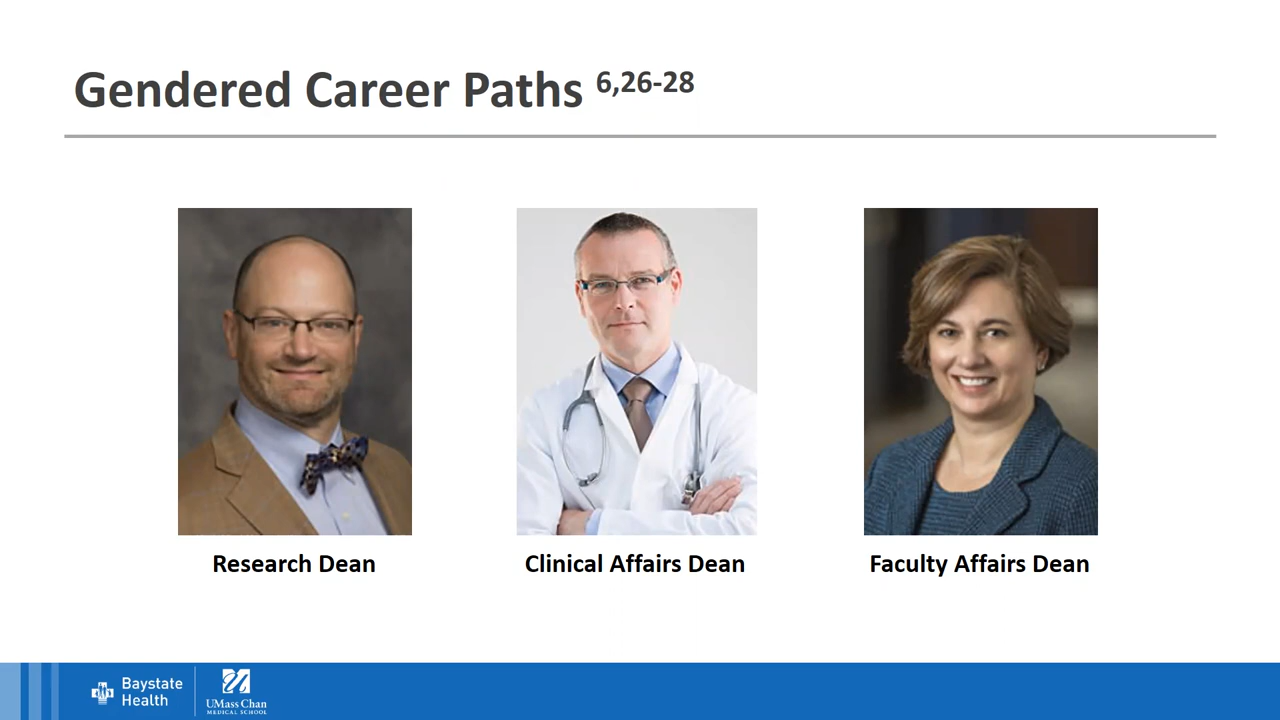 Gendered Career Paths 6,26-28
Research Dean
Clinical Affairs Dean
Faculty Affairs Dean
Baystate
Health
UMass Chan
MEDICAL SCHOOL